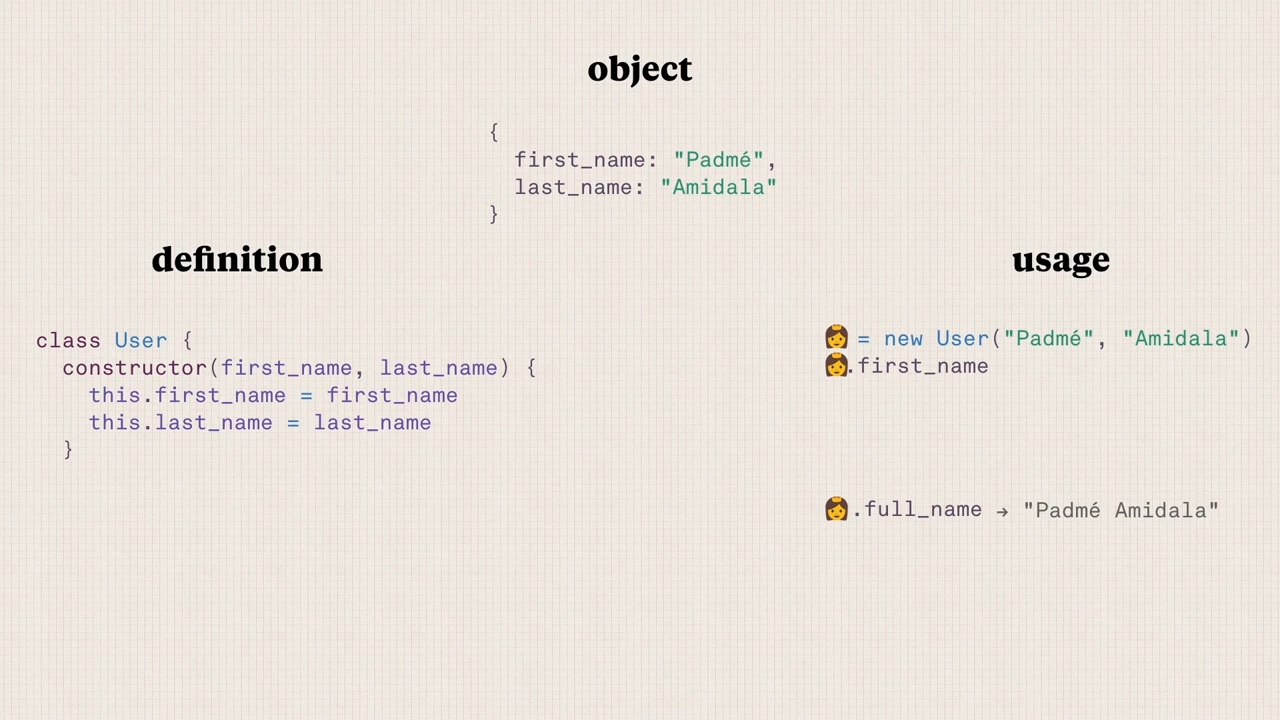 object
{
  first_name: "Padmé",
  last_name: "Amidala"
}
definition
class User {
  constructor(first_name, last_name) {
    this.first_name = first_name
    this.last_name = last_name
  }
usage
👸 = new User("Padmé", "Amidala")
👸.first_name
👸.full_name → "Padmé Amidala"